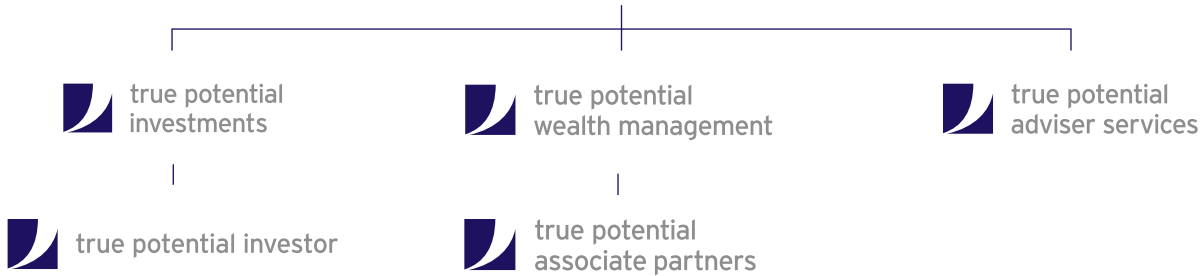 true potential
investments
true potential
wealth management
true potential
adviser services
true potential investor
true potential
associate partners